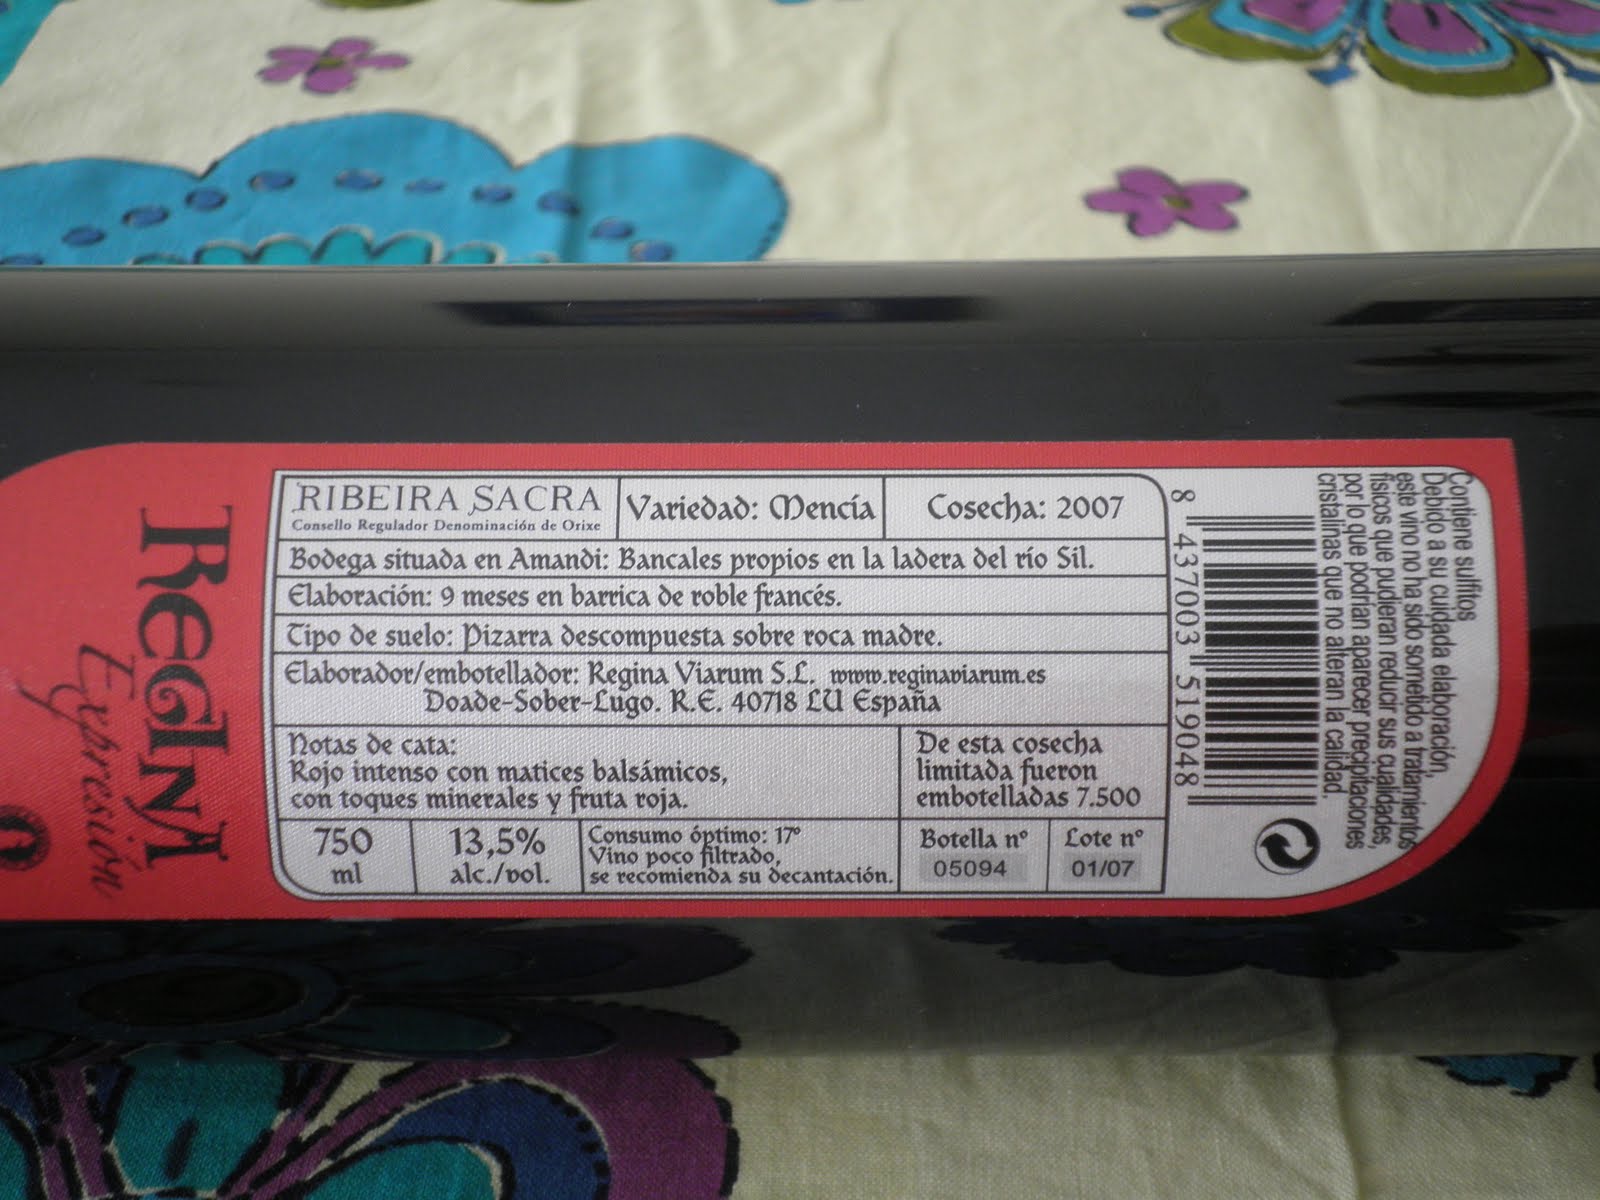 REGINA
Expresión
RIBEIRA SACRA
Consello Regulador Denominación de Orixe
Variedad: Mencía
Cosecha: 2007
Bodega situada en Amandi: Bancales propios en la ladera del río Sil.
Elaboración: 9 meses en barrica de roble francés.
Tipo de suelo: Pizarra descompuesta sobre roca madre.
Elaborador/embotellador: Regina Viarum S.L. www.reginaviarum.es
Doade-Sober-Lugo. R.E. 40718 LU España
Notas de cata:
Rojo intenso con matices balsámicos,
con toques minerales y fruta roja.
De esta cosecha
limitada fueron
embotelladas 7.500
750
ml
13,5%
alc./vol.
Consumo óptimo: 17º
Vino poco filtrado,
se recomienda su decantación.
Botella nº
05094
Lote nº
01/07
8 437003 519048
Contiene sulfitos
Debido a su cuidada elaboración,
este vino no ha sido sometido a tratamientos
físicos que pudieran reducir sus cualidades,
por lo que podrían aparecer precipitaciones
cristalinas que no alteran la calidad.